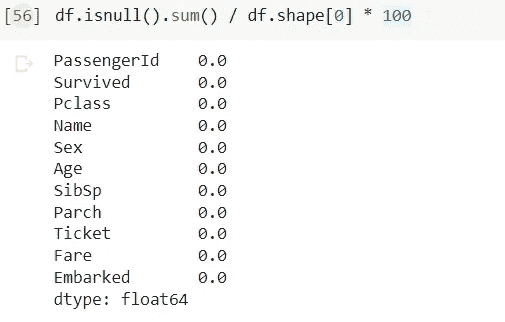 [56] df.isnull().sum() / df.shape[0] * 100
PassengerId 0.0
Survived 0.0
Pclass 0.0
Name 0.0
Sex 0.0
Age 0.0
SibSp 0.0
Parch 0.0
Ticket 0.0
Fare 0.0
Embarked 0.0
dtype: float64